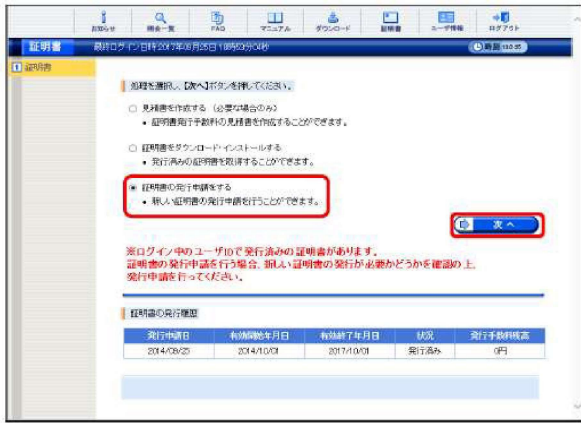 お知らせ 照会一覧 FAQ マニュアル ダウンロード 証明書 ユーザ情報 ログアウト
証明書 最終ログイン日時:2017年09月25日
1 証明書
処理を選択し、【次へ】ボタンを押してください。
見積書を作成する (必要な場合のみ)
・証明書発行手数料の見積書を作成することができます。
証明書をダウンロード・インストールする
・発行済みの証明書を取得することができます。
証明書の発行申請をする
・新しい証明書の発行申請を行うことができます。
次へ
※ログイン中のユーザIDで発行済みの証明書があります。
証明書の発行申請を行う場合、新しい証明書の発行が必要かどうかを確認の上、
発行申請を行ってください。
証明書の発行履歴
発行申請日 有効開始年月日 有効終了年月日 状況 発行手数料残高
2014/09/25 2014/10/01 2017/10/01 発行済み 0円